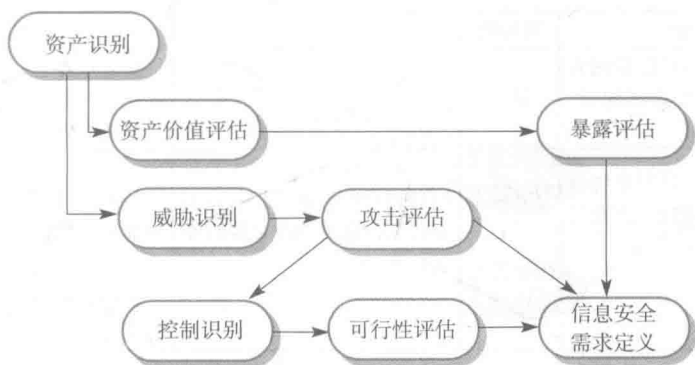 资产识别
资产价值评估
暴露评估
威胁识别
攻击评估
控制识别
可行性评估
信息安全
需求定义